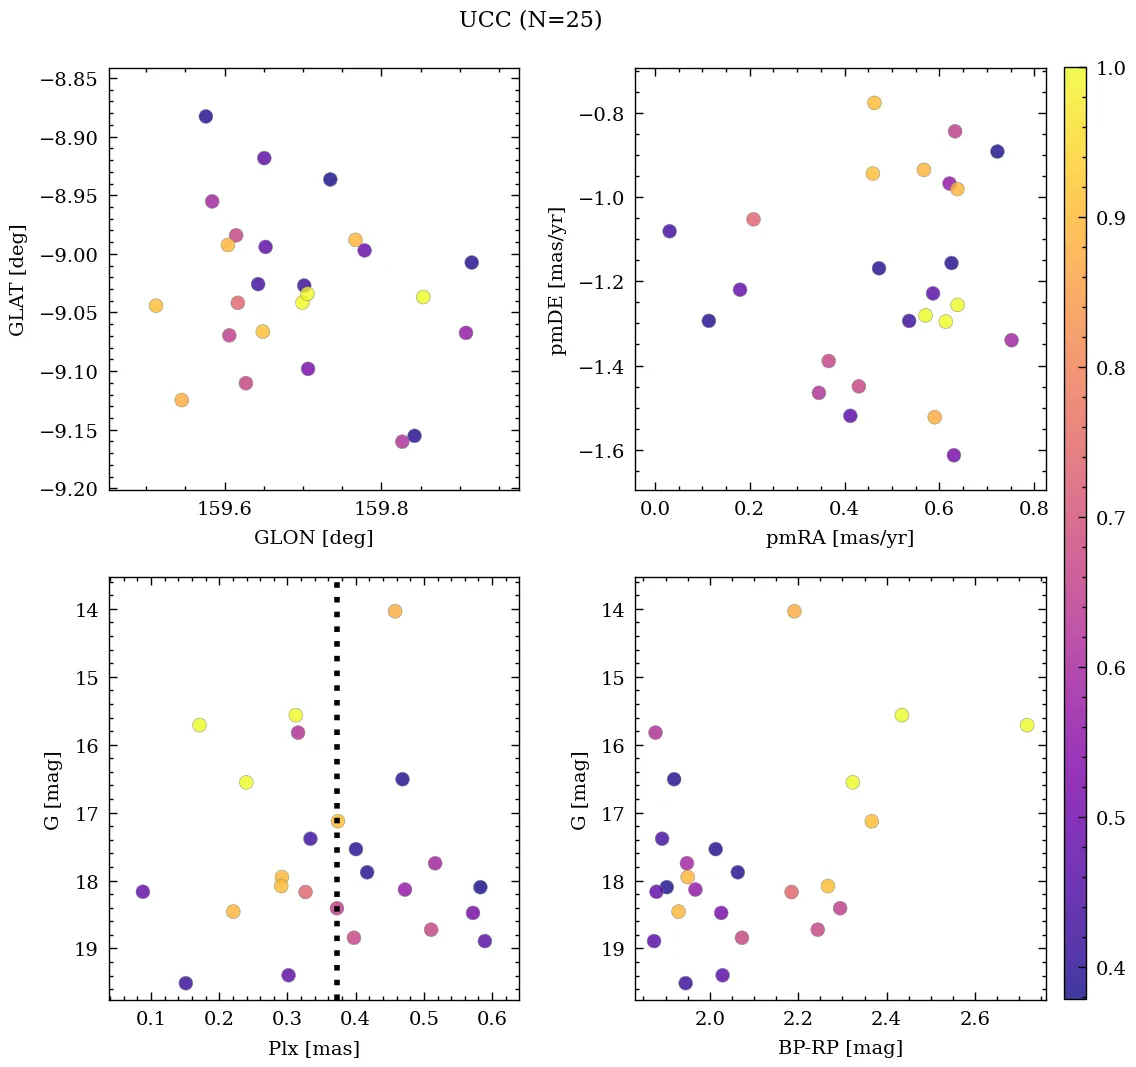 UCC (N=25)
−8.85
−8.90
−8.95
−9.00
−9.05
−9.10
−9.15
−9.20
GLAT [deg]
159.6 159.8
GLON [deg]
−0.8
−1.0
−1.2
−1.4
−1.6
pmDE [mas/yr]
0.0 0.2 0.4 0.6 0.8
pmRA [mas/yr]
14
15
16
17
18
19
G [mag]
0.1 0.2 0.3 0.4 0.5 0.6
Plx [mas]
14
15
16
17
18
19
G [mag]
2.0 2.2 2.4 2.6
BP-RP [mag]
1.0
0.9
0.8
0.7
0.6
0.5
0.4